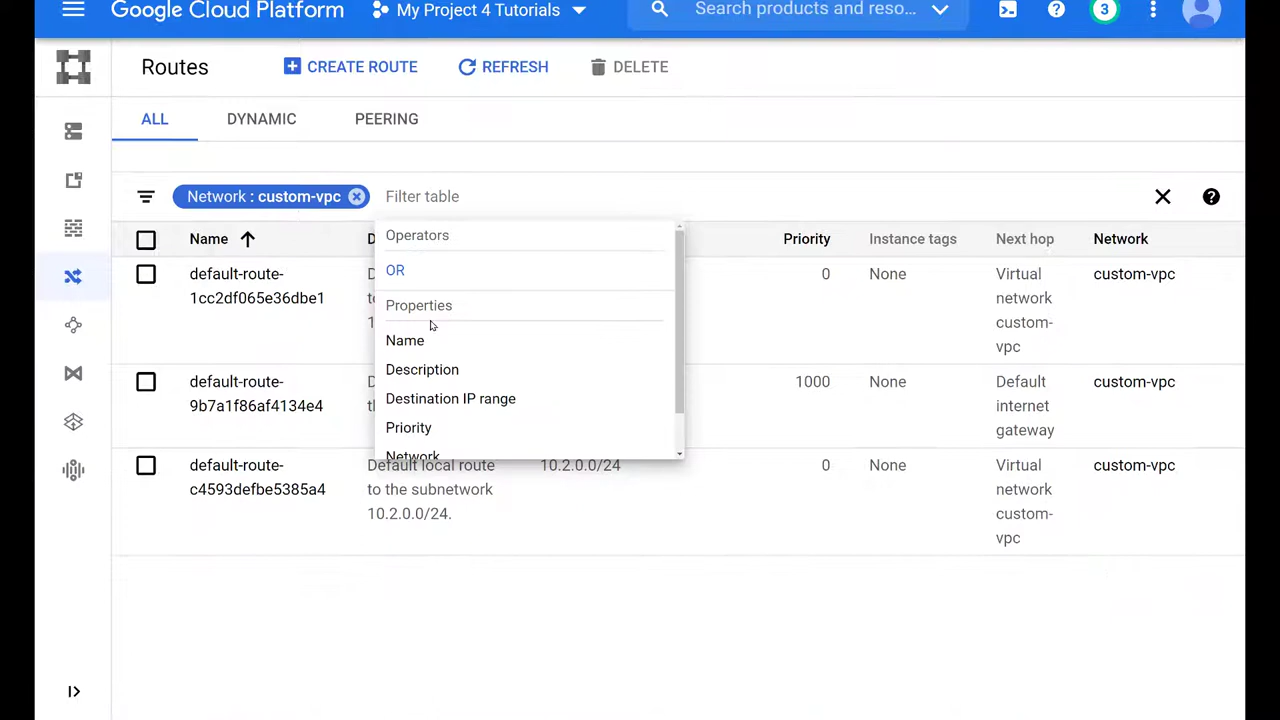 Google Cloud Platform
My Project 4 Tutorials
Search products and reso...
3
Routes
CREATE ROUTE
REFRESH
DELETE
ALL
DYNAMIC
PEERING
Network : custom-vpc
Filter table
Name
Priority
Instance tags
Next hop
Network
Operators
OR
Properties
Name
Description
Destination IP range
Priority
Network
default-route-
1cc2df065e36dbe1
0
None
Virtual
network
custom-
vpc
custom-vpc
default-route-
9b7a1f86af4134e4
1000
None
Default
internet
gateway
custom-vpc
default-route-
c4593defbe5385a4
Default local route
to the subnetwork
10.2.0.0/24.
10.2.0.0/24
0
None
Virtual
network
custom-
vpc
custom-vpc